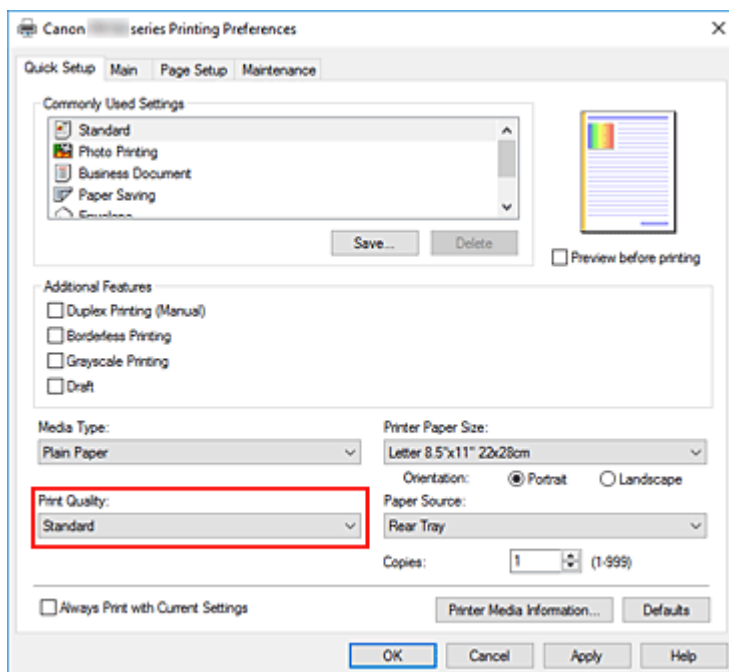 Canon series Printing Preferences
Quick Setup Main Page Setup Maintenance
Commonly Used Settings
Standard
Photo Printing
Business Document
Paper Saving
Save... Delete
Preview before printing
Additional Features
Duplex Printing (Manual)
Borderless Printing
Grayscale Printing
Draft
Media Type: Printer Paper Size:
Plain Paper Letter 8.5"x11" 22x28cm
Orientation: Portrait Landscape
Print Quality: Paper Source:
Standard Rear Tray
Copies: 1 (1-999)
Always Print with Current Settings Printer Media Information... Defaults
OK Cancel Apply Help